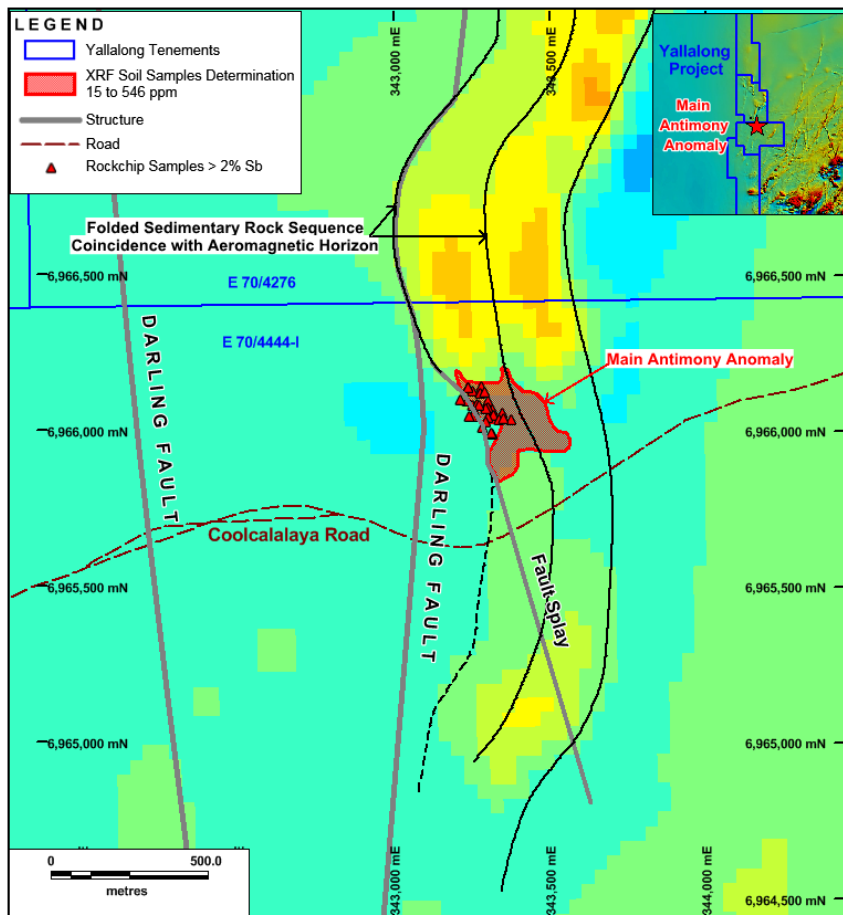 LEGEND
Yallalong Tenements
XRF Soil Samples Determination
15 to 546 ppm
Structure
Road
Rockchip Samples > 2% Sb
343,000 mE
343,500 mE
Yallalong
Project
Main
Antimony
Anomaly
Folded Sedimentary Rock Sequence
Coincidence with Aeromagnetic Horizon
6,966,500 mN
6,966,500 mN
E 70/4276
E 70/4444-I
DARLING FAULT
Main Antimony Anomaly
6,966,000 mN
6,966,000 mN
DARLING FAULT
Coolcalalaya Road
Fault Splay
6,965,500 mN
6,965,500 mN
6,965,000 mN
6,965,000 mN
0 500.0
metres
343,000 mE
343,500 mE
344,000 mE
6,964,500 mN